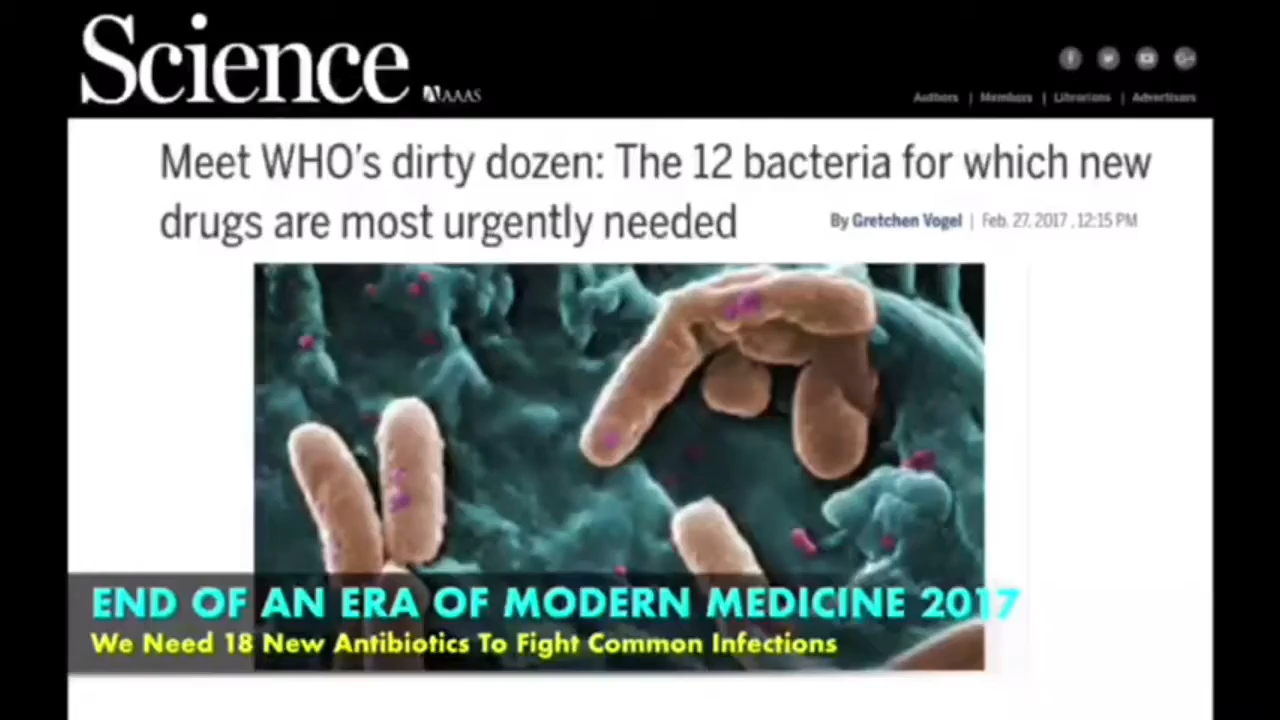 Science
AAAS
Authors | Members | Librarians | Advertisers
Meet WHO's dirty dozen: The 12 bacteria for which new
drugs are most urgently needed
By Gretchen Vogel | Feb. 27, 2017 , 12:15 PM
END OF AN ERA OF MODERN MEDICINE 2017
We Need 18 New Antibiotics To Fight Common Infections